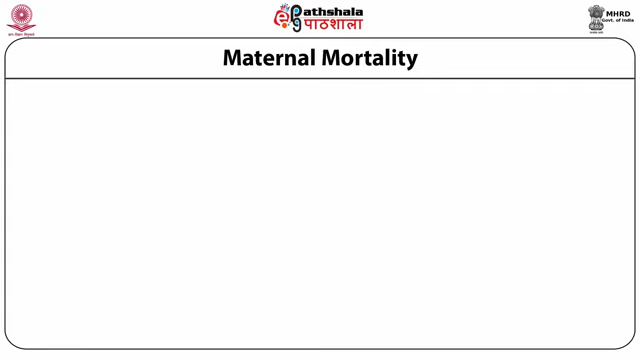 ePathshala
पाठशाला
MHRD
Govt. of India
Maternal Mortality